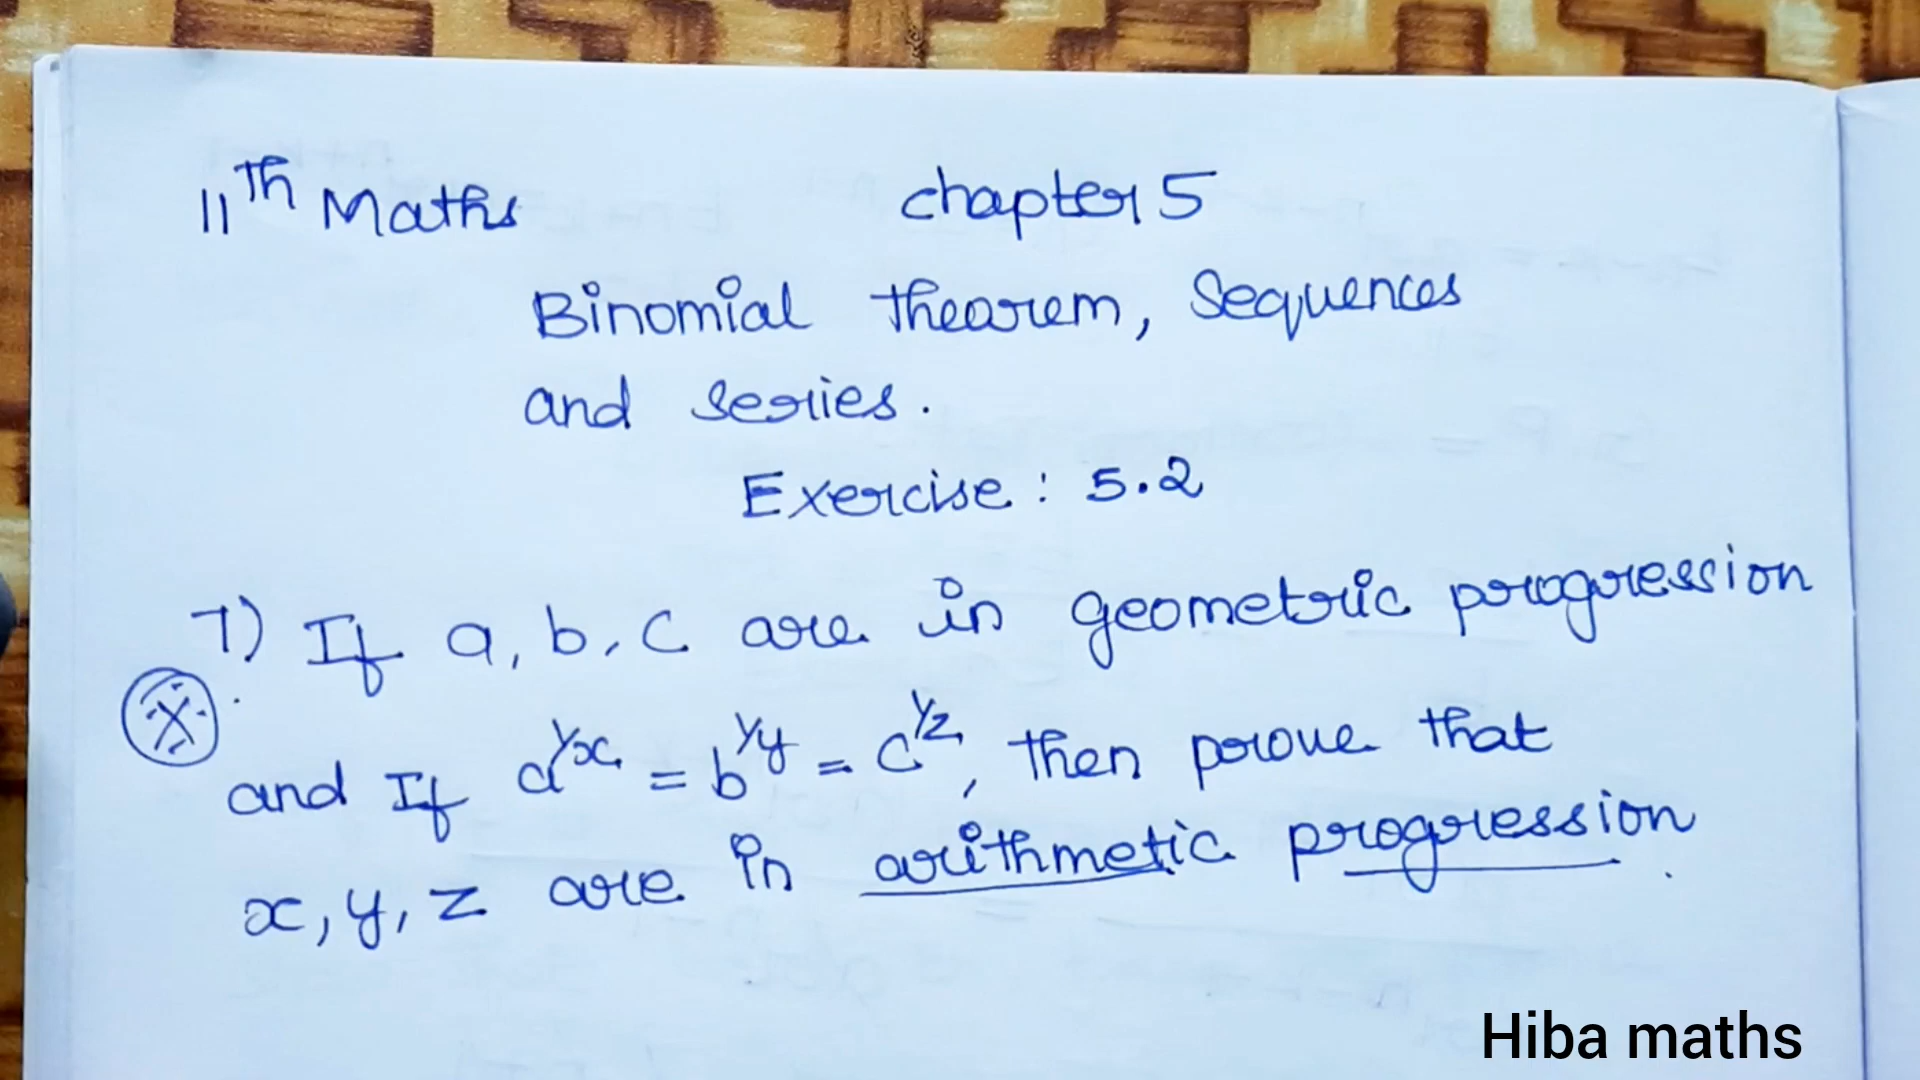 11th Maths chapter 5
Binomial thearem, Sequences
and series.
Exercise : 5.2
7) If a, b, c are in geometric progression
and If a^1/x = b^1/y = c^1/z, then prove that
x, y, z are in arithmetic progression.
Hiba maths